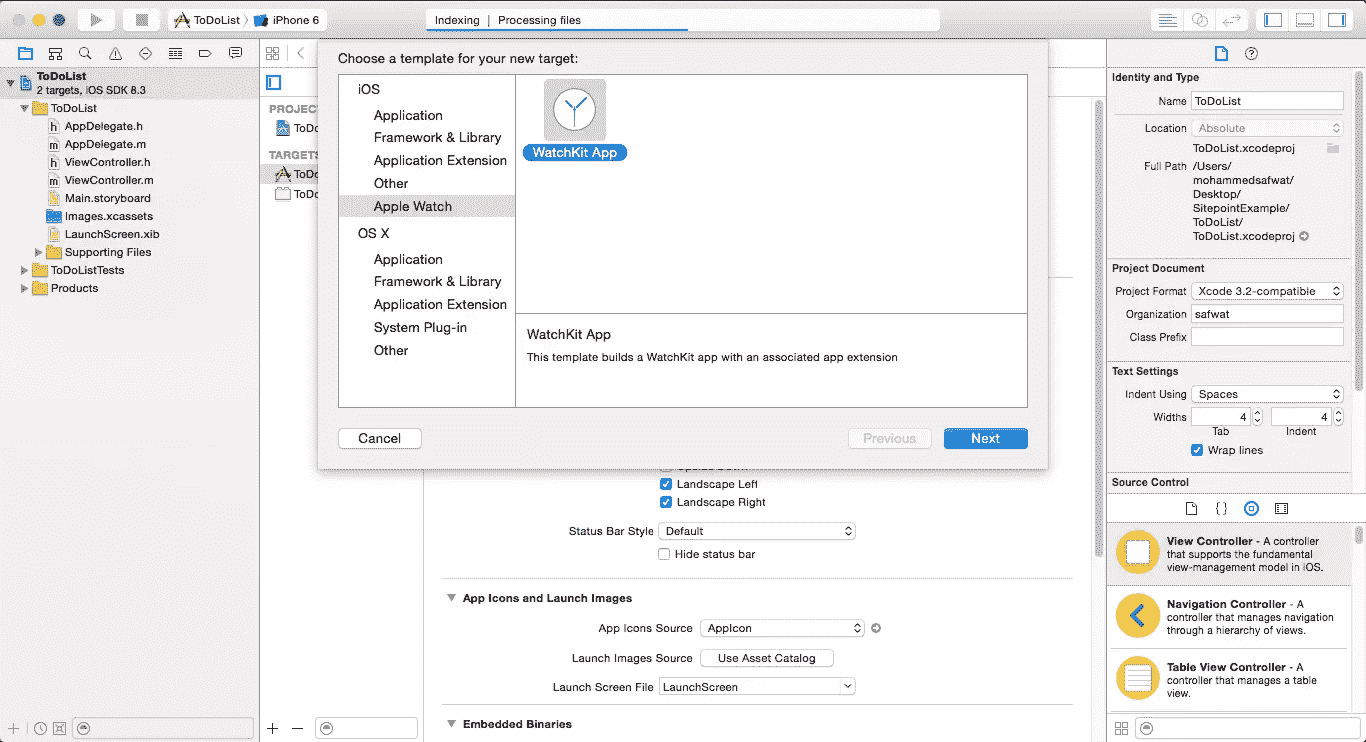 ToDoList
iPhone 6
Indexing | Processing files
ToDoList
2 targets, iOS SDK 8.3
ToDoList
AppDelegate.h
AppDelegate.m
ViewController.h
ViewController.m
Main.storyboard
Images.xcassets
LaunchScreen.xib
Supporting Files
ToDoListTests
Products
PROJEC
ToDo
TARGETS
ToDo
ToDo
Choose a template for your new target:
iOS
Application
Framework & Library
Application Extension
Other
Apple Watch
OS X
Application
Framework & Library
Application Extension
System Plug-in
Other
WatchKit App
WatchKit App
This template builds a WatchKit app with an associated app extension
Cancel
Previous
Next
Landscape Left
Landscape Right
Status Bar Style Default
Hide status bar
App Icons and Launch Images
App Icons Source AppIcon
Launch Images Source Use Asset Catalog
Launch Screen File LaunchScreen
Embedded Binaries
Identity and Type
Name ToDoList
Location Absolute
ToDoList.xcodeproj
Full Path /Users/
mohammedsafwat/
Desktop/
SitepointExample/
ToDoList/
ToDoList.xcodeproj
Project Document
Project Format Xcode 3.2-compatible
Organization safwat
Class Prefix
Text Settings
Indent Using Spaces
Widths 4 4
Tab Indent
Wrap lines
Source Control
View Controller - A controller
that supports the fundamental
view-management model in iOS.
Navigation Controller - A
controller that manages navigation
through a hierarchy of views.
Table View Controller - A
controller that manages a table
view.